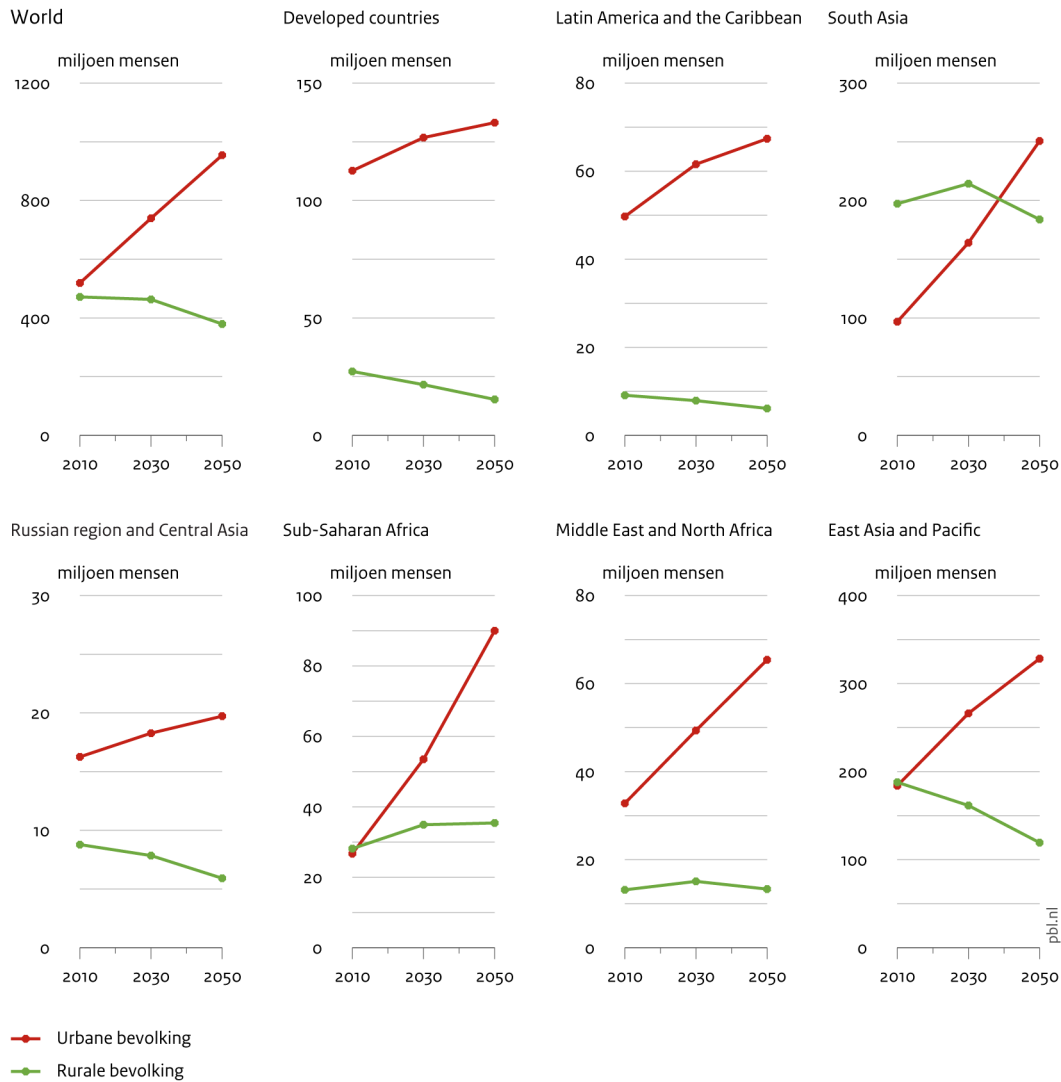 World
miljoen mensen
1200
800
400
0
2010 2030 2050
Developed countries
miljoen mensen
150
100
50
0
2010 2030 2050
Latin America and the Caribbean
miljoen mensen
80
60
40
20
0
2010 2030 2050
South Asia
miljoen mensen
300
200
100
0
2010 2030 2050
Russian region and Central Asia
miljoen mensen
30
20
10
0
2010 2030 2050
Sub-Saharan Africa
miljoen mensen
100
80
60
40
20
0
2010 2030 2050
Middle East and North Africa
miljoen mensen
80
60
40
20
0
2010 2030 2050
East Asia and Pacific
miljoen mensen
400
300
200
100
0
2010 2030 2050
pbl.nl
Urbane bevolking
Rurale bevolking